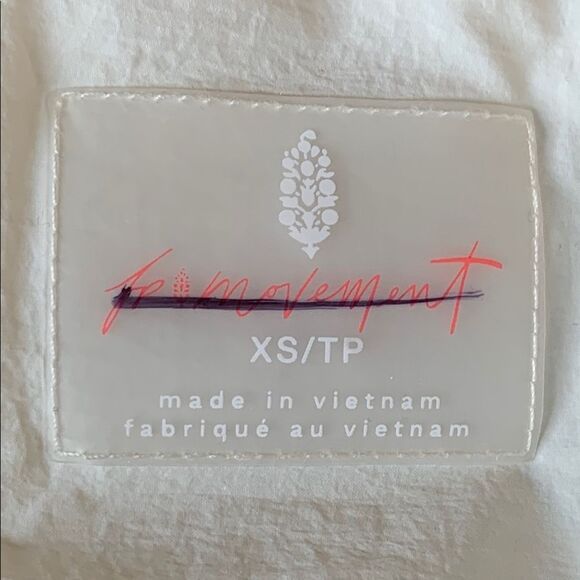 fp movement
XS/TP
made in vietnam
fabriqué au vietnam